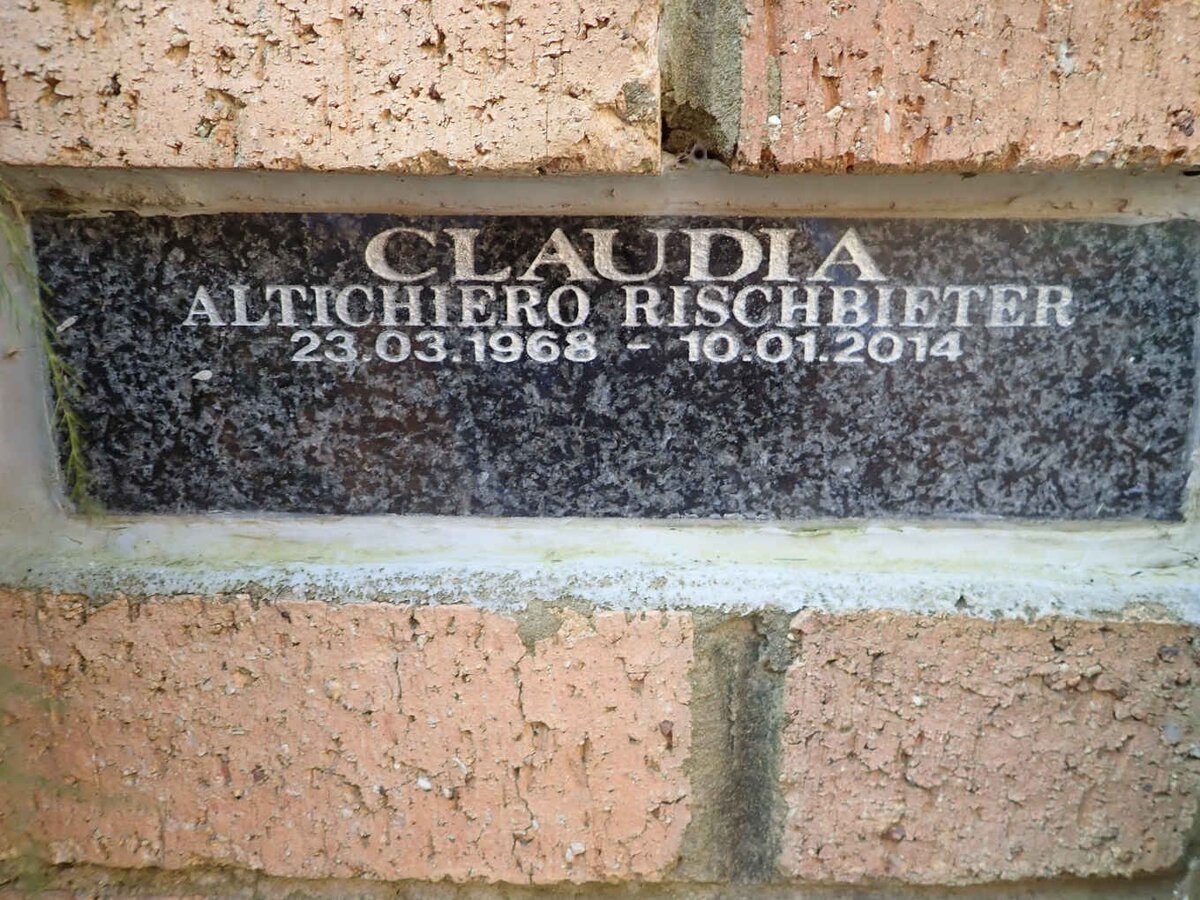 CLAUDIA
ALTICHIERO RISCHBIETER
23.03.1968 - 10.01.2014